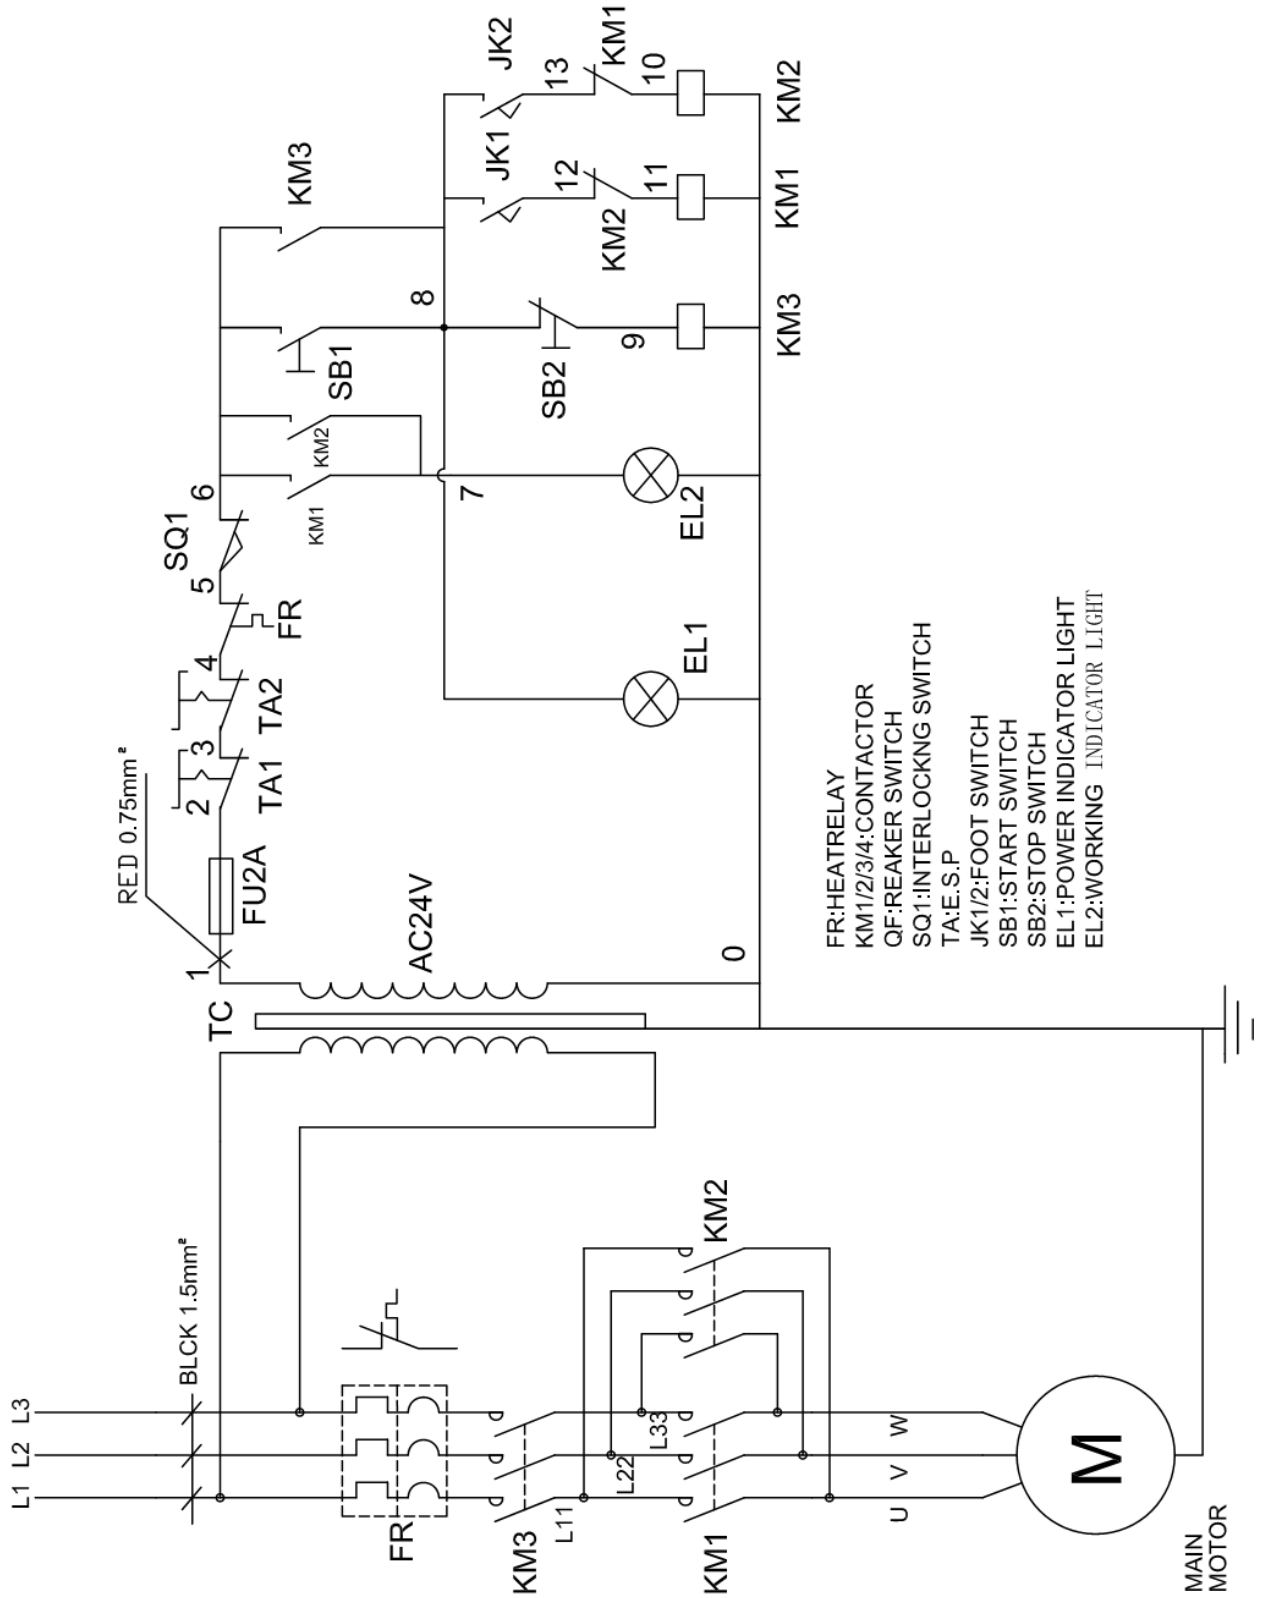 L1
L2
L3
BLCK 1.5mm²
FR
KM3
L11
L22
L33
KM1
KM2
U
V
W
M
MAIN
MOTOR
TC
AC24V
RED 0.75mm²
1
FU2A
2
TA1
3
TA2
4
FR
5
SQ1
6
KM1
KM2
SB1
KM3
7
8
EL1
EL2
SB2
9
KM3
JK1
12
KM2
11
KM1
JK2
13
KM1
10
KM2
0
FR:HEATRELAY
KM1/2/3/4:CONTACTOR
QF:REAKER SWITCH
SQ1:INTERLOCKNG SWITCH
TA:E.S.P
JK1/2:FOOT SWITCH
SB1:START SWITCH
SB2:STOP SWITCH
EL1:POWER INDICATOR LIGHT
EL2:WORKING INDICATOR LIGHT